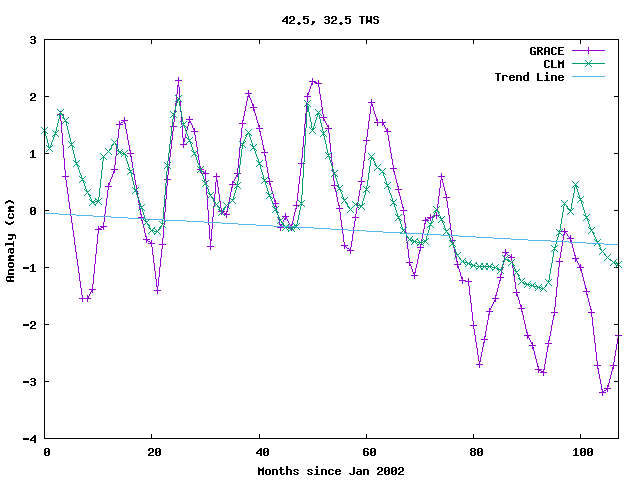 42.5, 32.5 TWS
GRACE
CLM
Trend Line
3
2
1
0
-1
-2
-3
-4
Anomaly (cm)
0 20 40 60 80 100
Months since Jan 2002